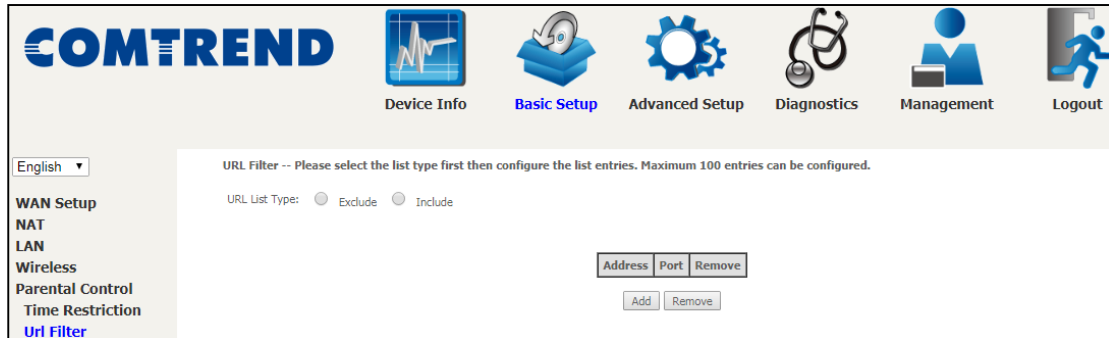 COMTREND
Device Info
Basic Setup
Advanced Setup
Diagnostics
Management
Logout
English
WAN Setup
NAT
LAN
Wireless
Parental Control
Time Restriction
Url Filter
URL Filter -- Please select the list type first then configure the list entries. Maximum 100 entries can be configured.
URL List Type: Exclude Include
Address Port Remove
Add Remove